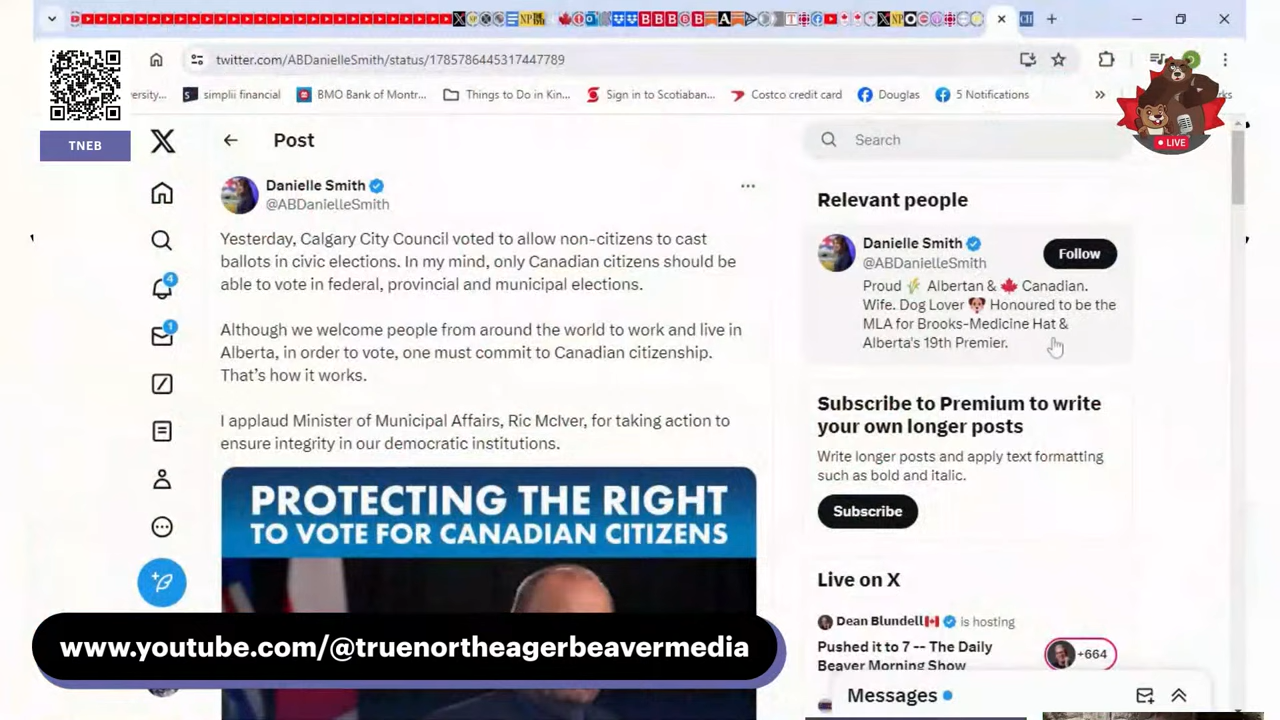 twitter.com/ABDanielleSmith/status/1785786445317447789
ersity...
simplii financial
BMO Bank of Montr...
Things to Do in Kin...
Sign in to Scotiaban...
Costco credit card
Douglas
5 Notifications
»
LIVE
TNEB
Post
Search
Danielle Smith
@ABDanielleSmith
Yesterday, Calgary City Council voted to allow non-citizens to cast
ballots in civic elections. In my mind, only Canadian citizens should be
able to vote in federal, provincial and municipal elections.
Although we welcome people from around the world to work and live in
Alberta, in order to vote, one must commit to Canadian citizenship.
That's how it works.
I applaud Minister of Municipal Affairs, Ric McIver, for taking action to
ensure integrity in our democratic institutions.
PROTECTING THE RIGHT
TO VOTE FOR CANADIAN CITIZENS
Relevant people
Danielle Smith
@ABDanielleSmith
Follow
Proud Albertan & Canadian.
Wife. Dog Lover Honoured to be the
MLA for Brooks-Medicine Hat &
Alberta's 19th Premier.
Subscribe to Premium to write
your own longer posts
Write longer posts and apply text formatting
such as bold and italic.
Subscribe
Live on X
Dean Blundell is hosting
Pushed it to 7 -- The Daily
Beaver Morning Show
+664
Messages
4
1
www.youtube.com/@truenortheagerbeavermedia